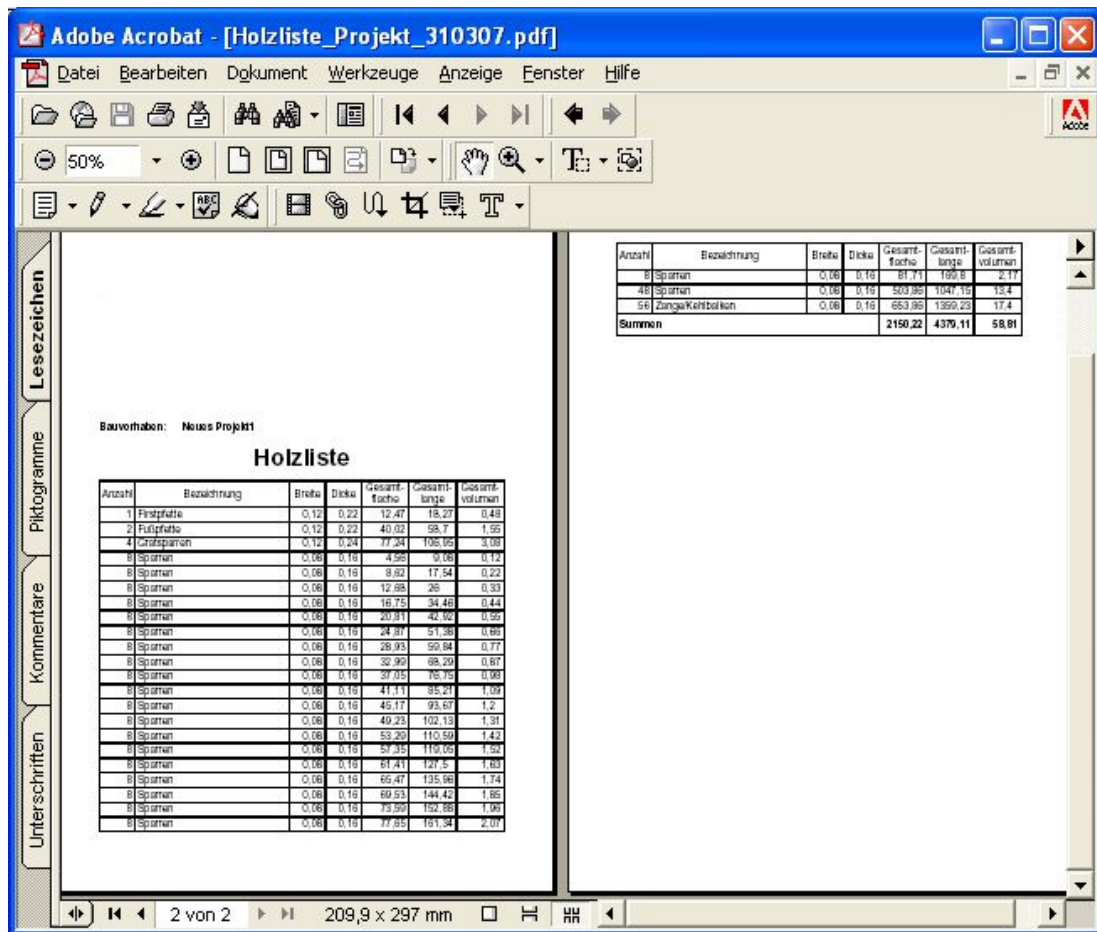 Adobe Acrobat - [Holzliste_Projekt_310307.pdf]
Datei Bearbeiten Dokument Werkzeuge Anzeige Fenster Hilfe
Adobe
50%
Lesezeichen
Piktogramme
Kommentare
Unterschriften
Bauvorhaben: Neues Projekt1
Holzliste
Anzahl Bezeichnung Breite Dicke Gesamt- Gesamt- Gesamt-
fläche länge volumen
1 Firstpfette 0,12 0,22 12,47 18,27 0,48
2 Fußpfette 0,12 0,22 40,02 58,7 1,55
4 Gratsparren 0,12 0,24 77,24 106,95 3,08
8 Sparren 0,08 0,16 4,56 9,08 0,12
8 Sparren 0,08 0,16 8,62 17,54 0,22
8 Sparren 0,08 0,16 12,68 26 0,33
8 Sparren 0,08 0,16 16,75 34,46 0,44
8 Sparren 0,08 0,16 20,81 42,92 0,55
8 Sparren 0,08 0,16 24,87 51,38 0,66
8 Sparren 0,08 0,16 28,93 59,84 0,77
8 Sparren 0,08 0,16 32,99 68,29 0,87
8 Sparren 0,08 0,16 37,05 76,75 0,98
8 Sparren 0,08 0,16 41,11 85,21 1,09
8 Sparren 0,08 0,16 45,17 93,67 1,2
8 Sparren 0,08 0,16 49,23 102,13 1,31
8 Sparren 0,08 0,16 53,29 110,59 1,42
8 Sparren 0,08 0,16 57,35 119,05 1,52
8 Sparren 0,08 0,16 61,41 127,5 1,63
8 Sparren 0,08 0,16 65,47 135,96 1,74
8 Sparren 0,08 0,16 69,53 144,42 1,85
8 Sparren 0,08 0,16 73,59 152,88 1,96
8 Sparren 0,08 0,16 77,65 161,34 2,07
Anzahl Bezeichnung Breite Dicke Gesamt- Gesamt- Gesamt-
fläche länge volumen
8 Sparren 0,08 0,16 81,71 169,8 2,17
48 Sparren 0,08 0,16 503,86 1047,15 13,4
56 Zange/Kehlbalken 0,08 0,16 653,86 1359,23 17,4
Summen 2150,22 4379,11 58,81
2 von 2 209,9 x 297 mm